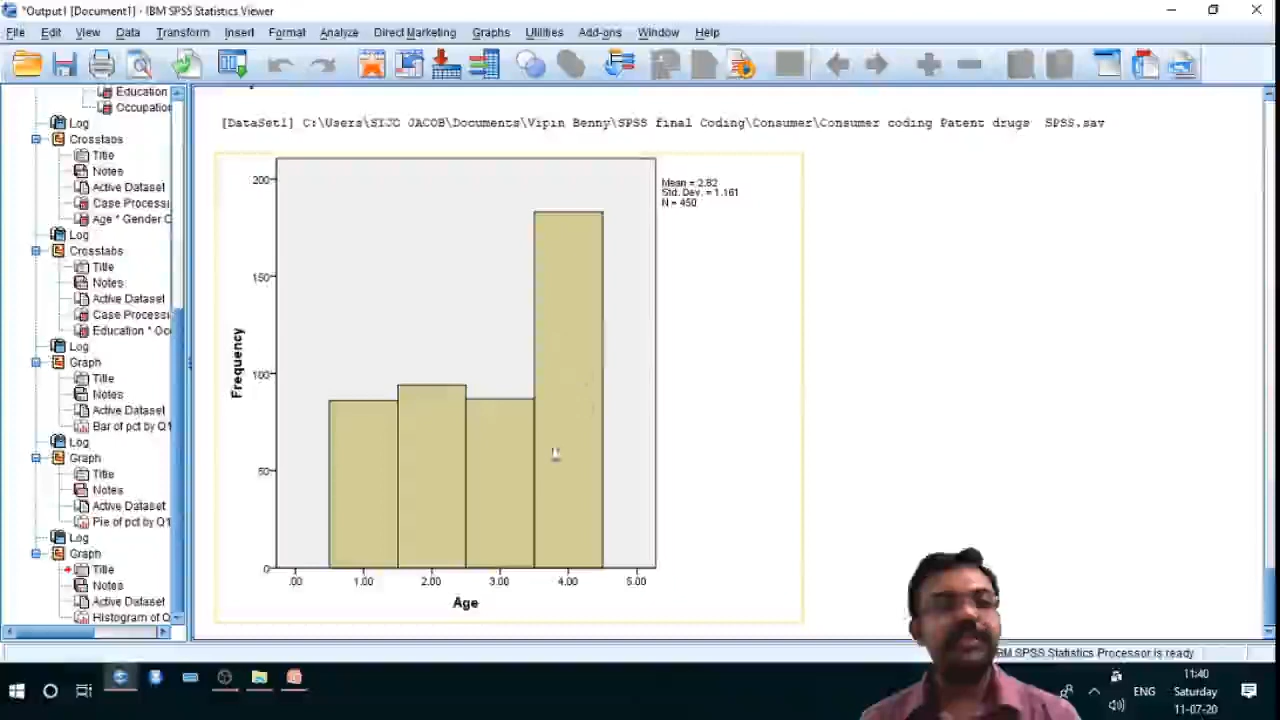 *Output1 [Document1] - IBM SPSS Statistics Viewer
File Edit View Data Transform Insert Format Analyze Direct Marketing Graphs Utilities Add-ons Window Help
Education
Occupation
Log
Crosstabs
Title
Notes
Active Dataset
Case Processi
Age * Gender C
Log
Crosstabs
Title
Notes
Active Dataset
Case Processi
Education * Occ
Log
Graph
Title
Notes
Active Dataset
Bar of pct by Q1
Log
Graph
Title
Notes
Active Dataset
Pie of pct by Q1
Log
Graph
Title
Notes
Active Dataset
Histogram of Q
[DataSet1] C:\Users\SIJO JACOB\Documents\Vipin Benny\SPSS final Coding\Consumer\Consumer coding Patent drugs SPSS.sav
Mean = 2.82
Std. Dev. = 1.161
N = 450
200
150
100
50
0
Frequency
.00 1.00 2.00 3.00 4.00 5.00
Age
BM SPSS Statistics Processor is ready
ENG
11:40
Saturday
11-07-20